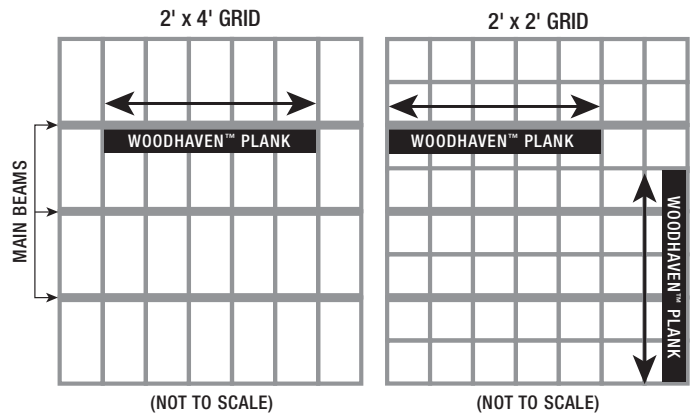 2' x 4' GRID
WOODHAVEN™ PLANK
MAIN BEAMS
(NOT TO SCALE)
2' x 2' GRID
WOODHAVEN™ PLANK
WOODHAVEN™ PLANK
(NOT TO SCALE)